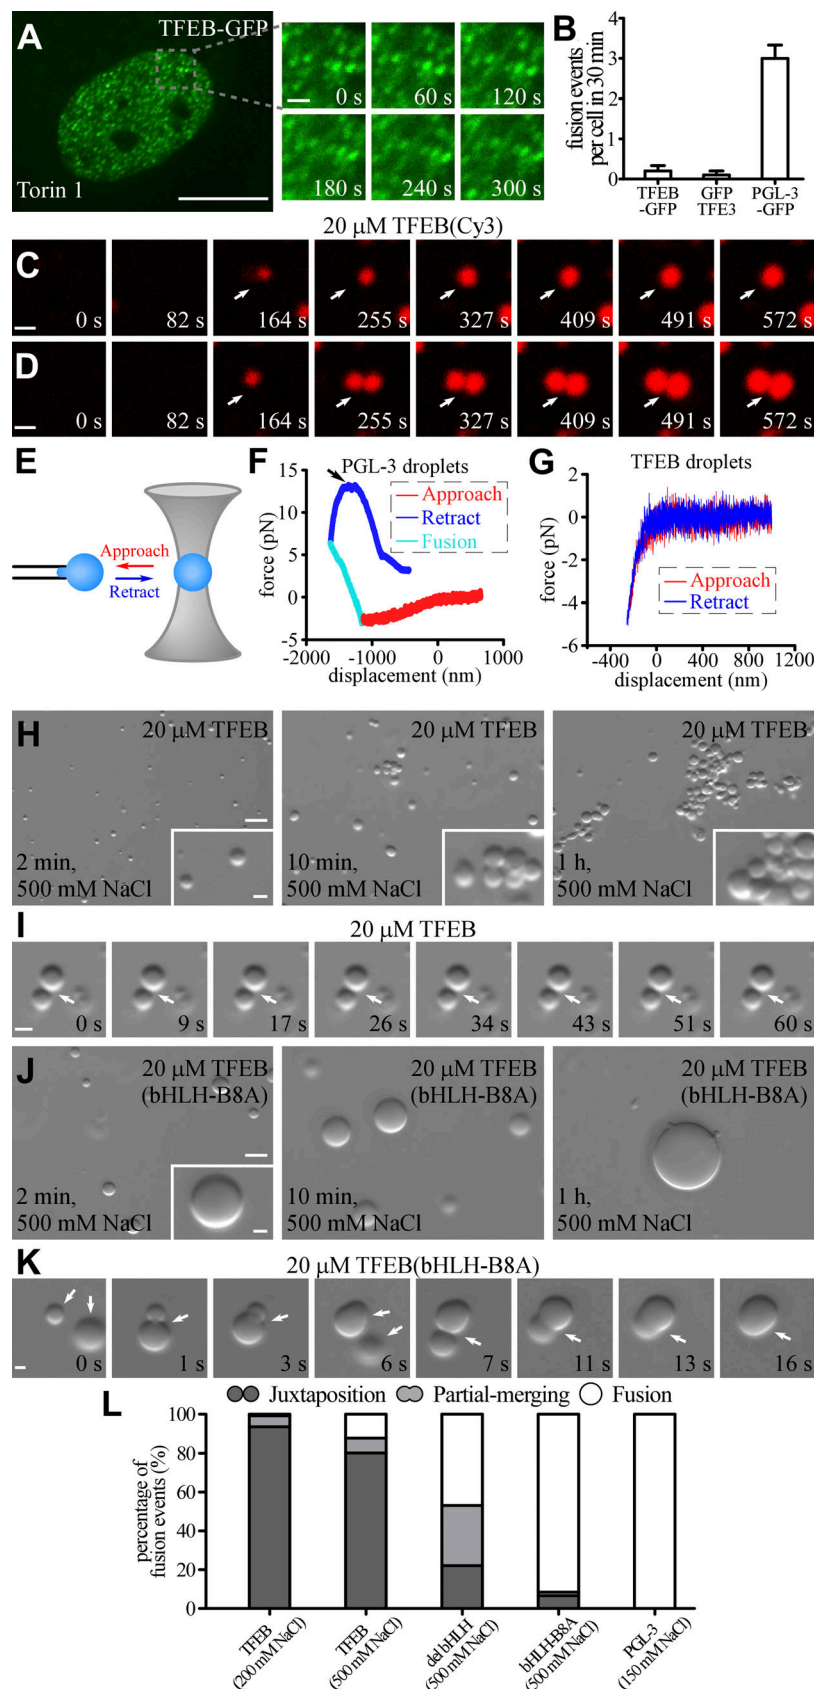 A
TFEB-GFP
0 s
60 s
120 s
180 s
240 s
300 s
Torin 1
B
fusion events
per cell in 30 min
4
3
2
1
0
TFEB
-GFP
GFP
TFE3
PGL-3
-GFP
20 µM TFEB(Cy3)
C
0 s
82 s
164 s
255 s
327 s
409 s
491 s
572 s
D
0 s
82 s
164 s
255 s
327 s
409 s
491 s
572 s
E
Approach
Retract
F
PGL-3 droplets
Approach
Retract
Fusion
force (pN)
15
10
5
0
-5
-2000
-1000
0
1000
displacement (nm)
G
TFEB droplets
Approach
Retract
force (pN)
2
0
-2
-4
-6
-400
0
400
800
1200
displacement (nm)
H
20 µM TFEB
2 min,
500 mM NaCl
20 µM TFEB
10 min,
500 mM NaCl
20 µM TFEB
1 h,
500 mM NaCl
I
20 µM TFEB
0 s
9 s
17 s
26 s
34 s
43 s
51 s
60 s
J
20 µM TFEB
(bHLH-B8A)
2 min,
500 mM NaCl
20 µM TFEB
(bHLH-B8A)
10 min,
500 mM NaCl
20 µM TFEB
(bHLH-B8A)
1 h,
500 mM NaCl
K
20 µM TFEB(bHLH-B8A)
0 s
1 s
3 s
6 s
7 s
11 s
13 s
16 s
L
Juxtaposition
Partial-merging
Fusion
percentage of
fusion events (%)
100
80
60
40
20
0
TFEB
(200 mM NaCl)
TFEB
(500 mM NaCl)
del bHLH
(500 mM NaCl)
bHLH-B8A
(500 mM NaCl)
PGL-3
(150 mM NaCl)